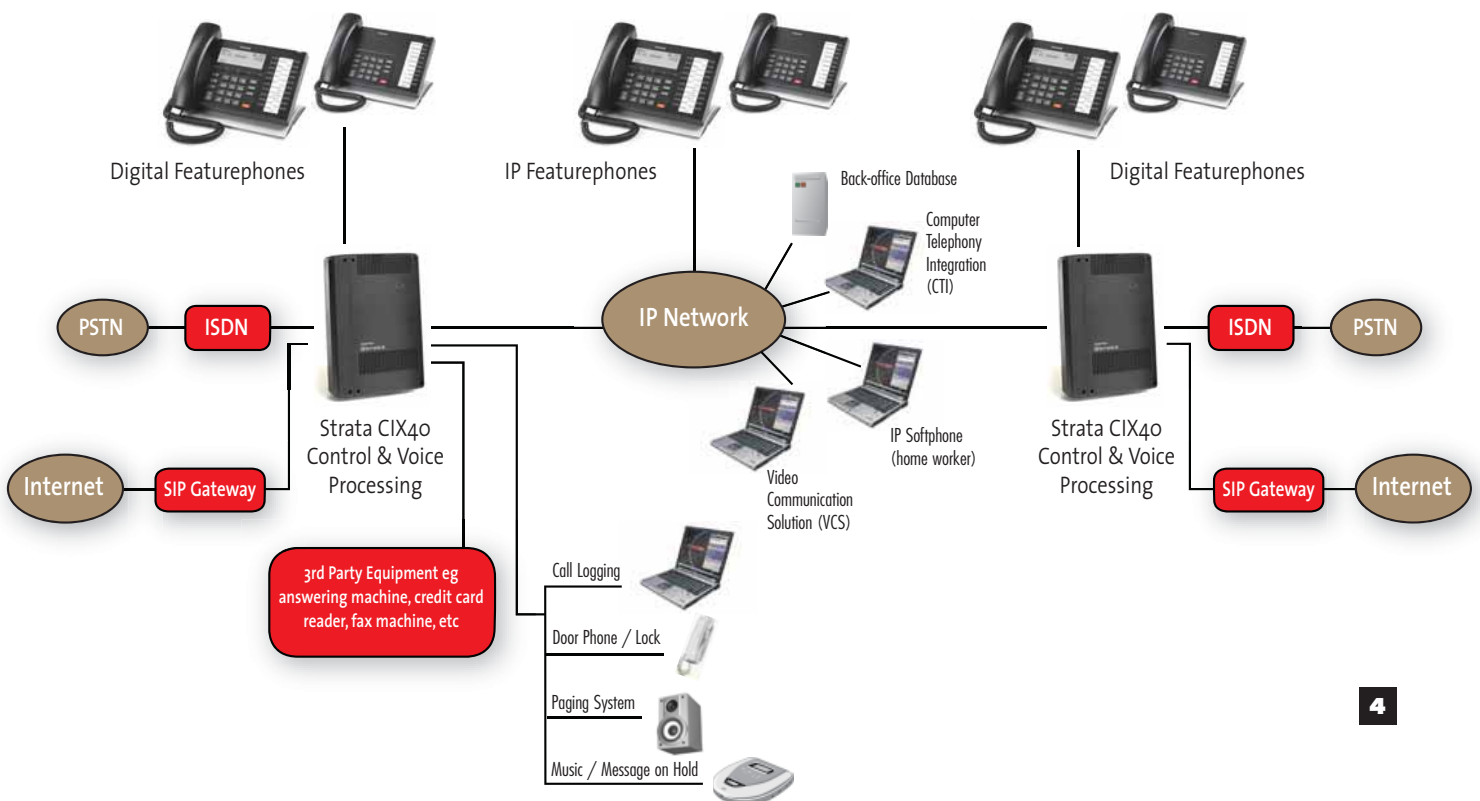 Digital Featurephones
IP Featurephones
Digital Featurephones
Back-office Database
Computer
Telephony
Integration
(CTI)
PSTN
ISDN
IP Network
ISDN
PSTN
Strata CIX40
Control & Voice
Processing
Internet
SIP Gateway
IP Softphone
(home worker)
Video
Communication
Solution (VCS)
Strata CIX40
Control & Voice
Processing
SIP Gateway
Internet
3rd Party Equipment eg
answering machine, credit card
reader, fax machine, etc
Call Logging
Door Phone / Lock
Paging System
Music / Message on Hold
4